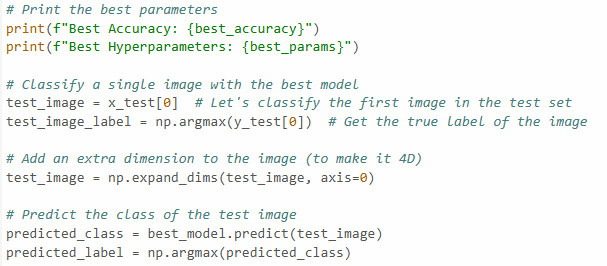 # Print the best parameters
print(f"Best Accuracy: {best_accuracy}")
print(f"Best Hyperparameters: {best_params}")
# Classify a single image with the best model
test_image = x_test[0]  # Let's classify the first image in the test set
test_image_label = np.argmax(y_test[0])  # Get the true label of the image
# Add an extra dimension to the image (to make it 4D)
test_image = np.expand_dims(test_image, axis=0)
# Predict the class of the test image
predicted_class = best_model.predict(test_image)
predicted_label = np.argmax(predicted_class)